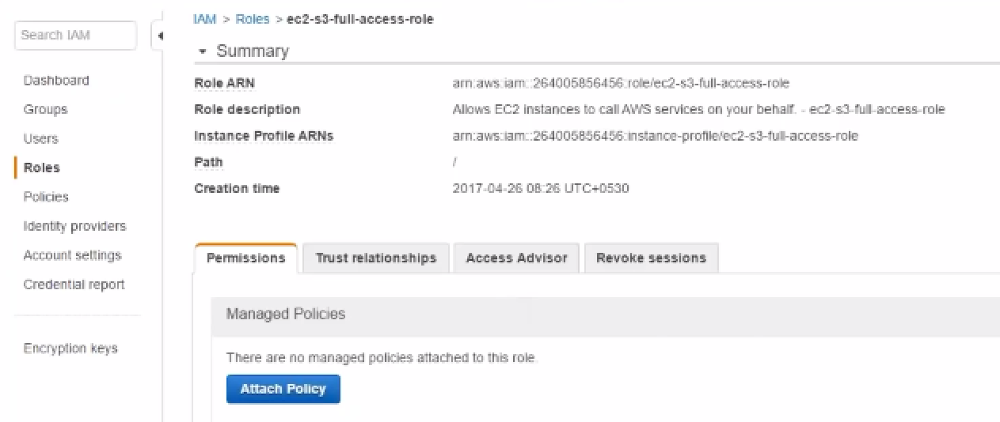 Search IAM
Dashboard
Groups
Users
Roles
Policies
Identity providers
Account settings
Credential report
Encryption keys
IAM > Roles > ec2-s3-full-access-role
Summary
Role ARN arn:aws:iam::264005856456:role/ec2-s3-full-access-role
Role description Allows EC2 instances to call AWS services on your behalf. - ec2-s3-full-access-role
Instance Profile ARNs arn:aws:iam::264005856456:instance-profile/ec2-s3-full-access-role
Path /
Creation time 2017-04-26 08:26 UTC+0530
Permissions Trust relationships Access Advisor Revoke sessions
Managed Policies
There are no managed policies attached to this role.
Attach Policy